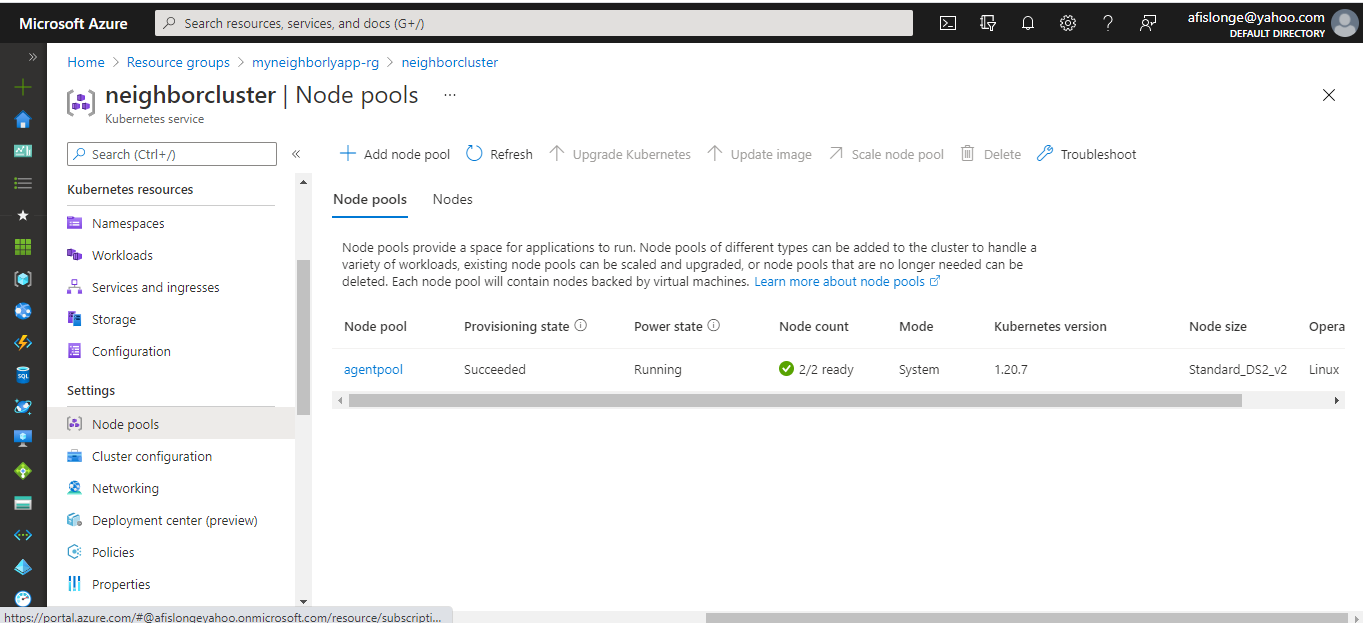 Microsoft Azure
Search resources, services, and docs (G+/)
afislonge@yahoo.com
DEFAULT DIRECTORY
Home > Resource groups > myneighborlyapp-rg > neighborcluster
neighborcluster | Node pools ...
Kubernetes service
Search (Ctrl+/)
Kubernetes resources
Namespaces
Workloads
Services and ingresses
Storage
Configuration
Settings
Node pools
Cluster configuration
Networking
Deployment center (preview)
Policies
Properties
Add node pool Refresh Upgrade Kubernetes Update image Scale node pool Delete Troubleshoot
Node pools Nodes
Node pools provide a space for applications to run. Node pools of different types can be added to the cluster to handle a
variety of workloads, existing node pools can be scaled and upgraded, or node pools that are no longer needed can be
deleted. Each node pool will contain nodes backed by virtual machines. Learn more about node pools
Node pool Provisioning state Power state Node count Mode Kubernetes version Node size Opera
agentpool Succeeded Running 2/2 ready System 1.20.7 Standard_DS2_v2 Linux
https://portal.azure.com/#@afislongeyahoo.onmicrosoft.com/resource/subscripti...